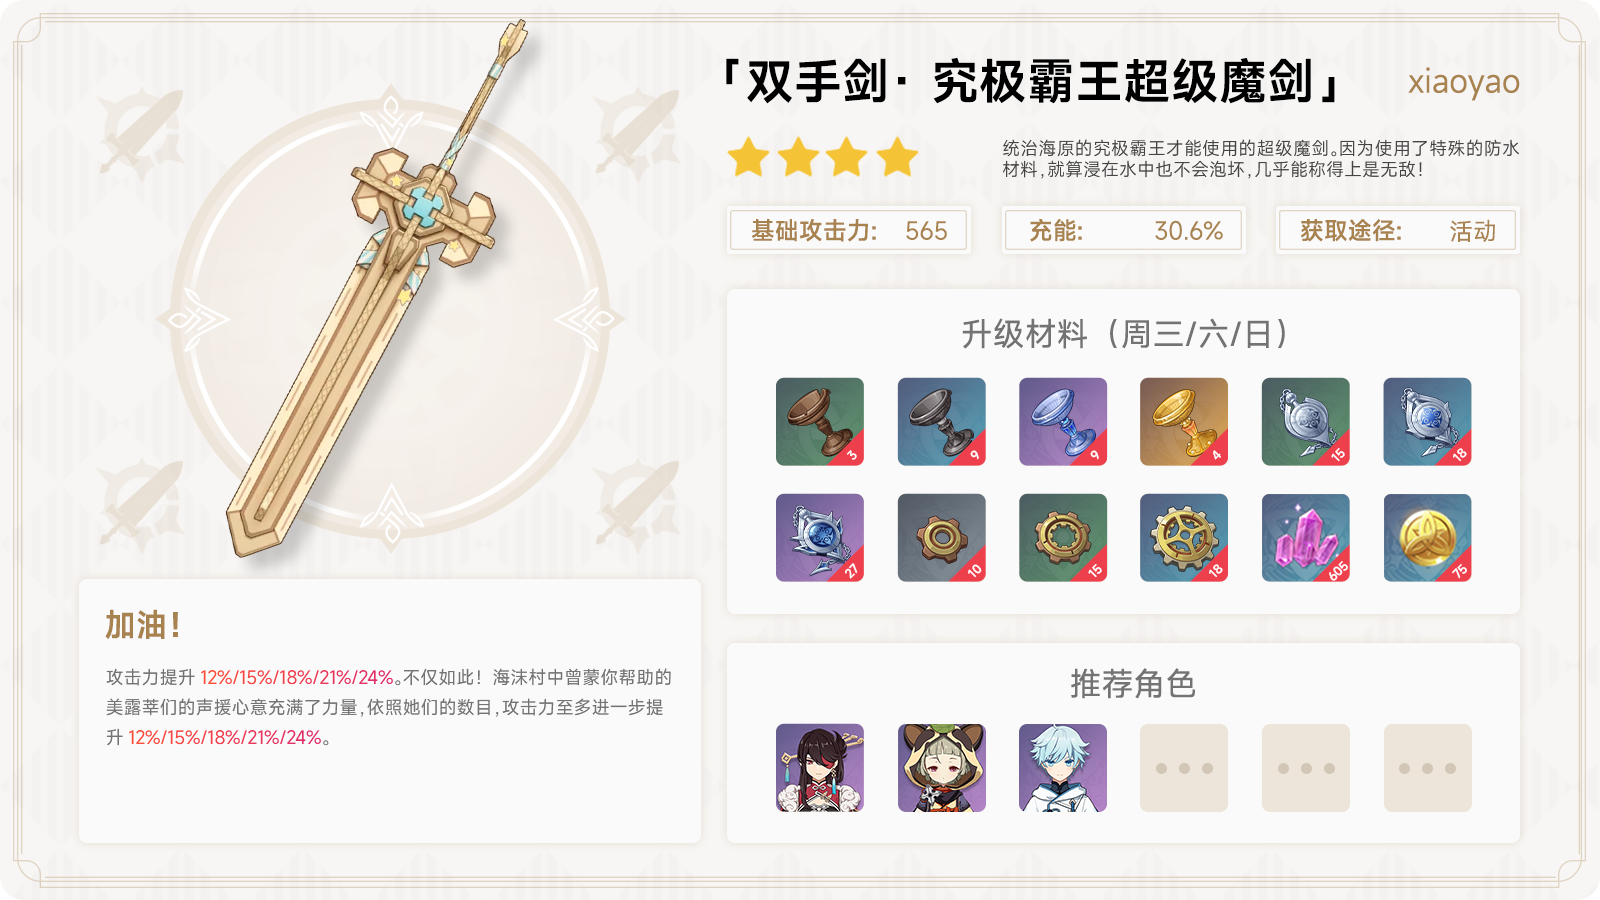 「双手剑· 究极霸王超级魔剑」
xiaoyao
统治海原的究极霸王才能使用的超级魔剑。因为使用了特殊的防水
材料,就算浸在水中也不会泡坏,几乎能称得上是无敌!
基础攻击力: 565
充能: 30.6%
获取途径: 活动
升级材料（周三/六/日）
3
9
9
4
15
18
27
10
15
18
605
75
加油!
攻击力提升 12%/15%/18%/21%/24%。不仅如此！海沫村中曾蒙你帮助的
美露莘们的声援心意充满了力量,依照她们的数目,攻击力至多进一步提
升 12%/15%/18%/21%/24%。
推荐角色